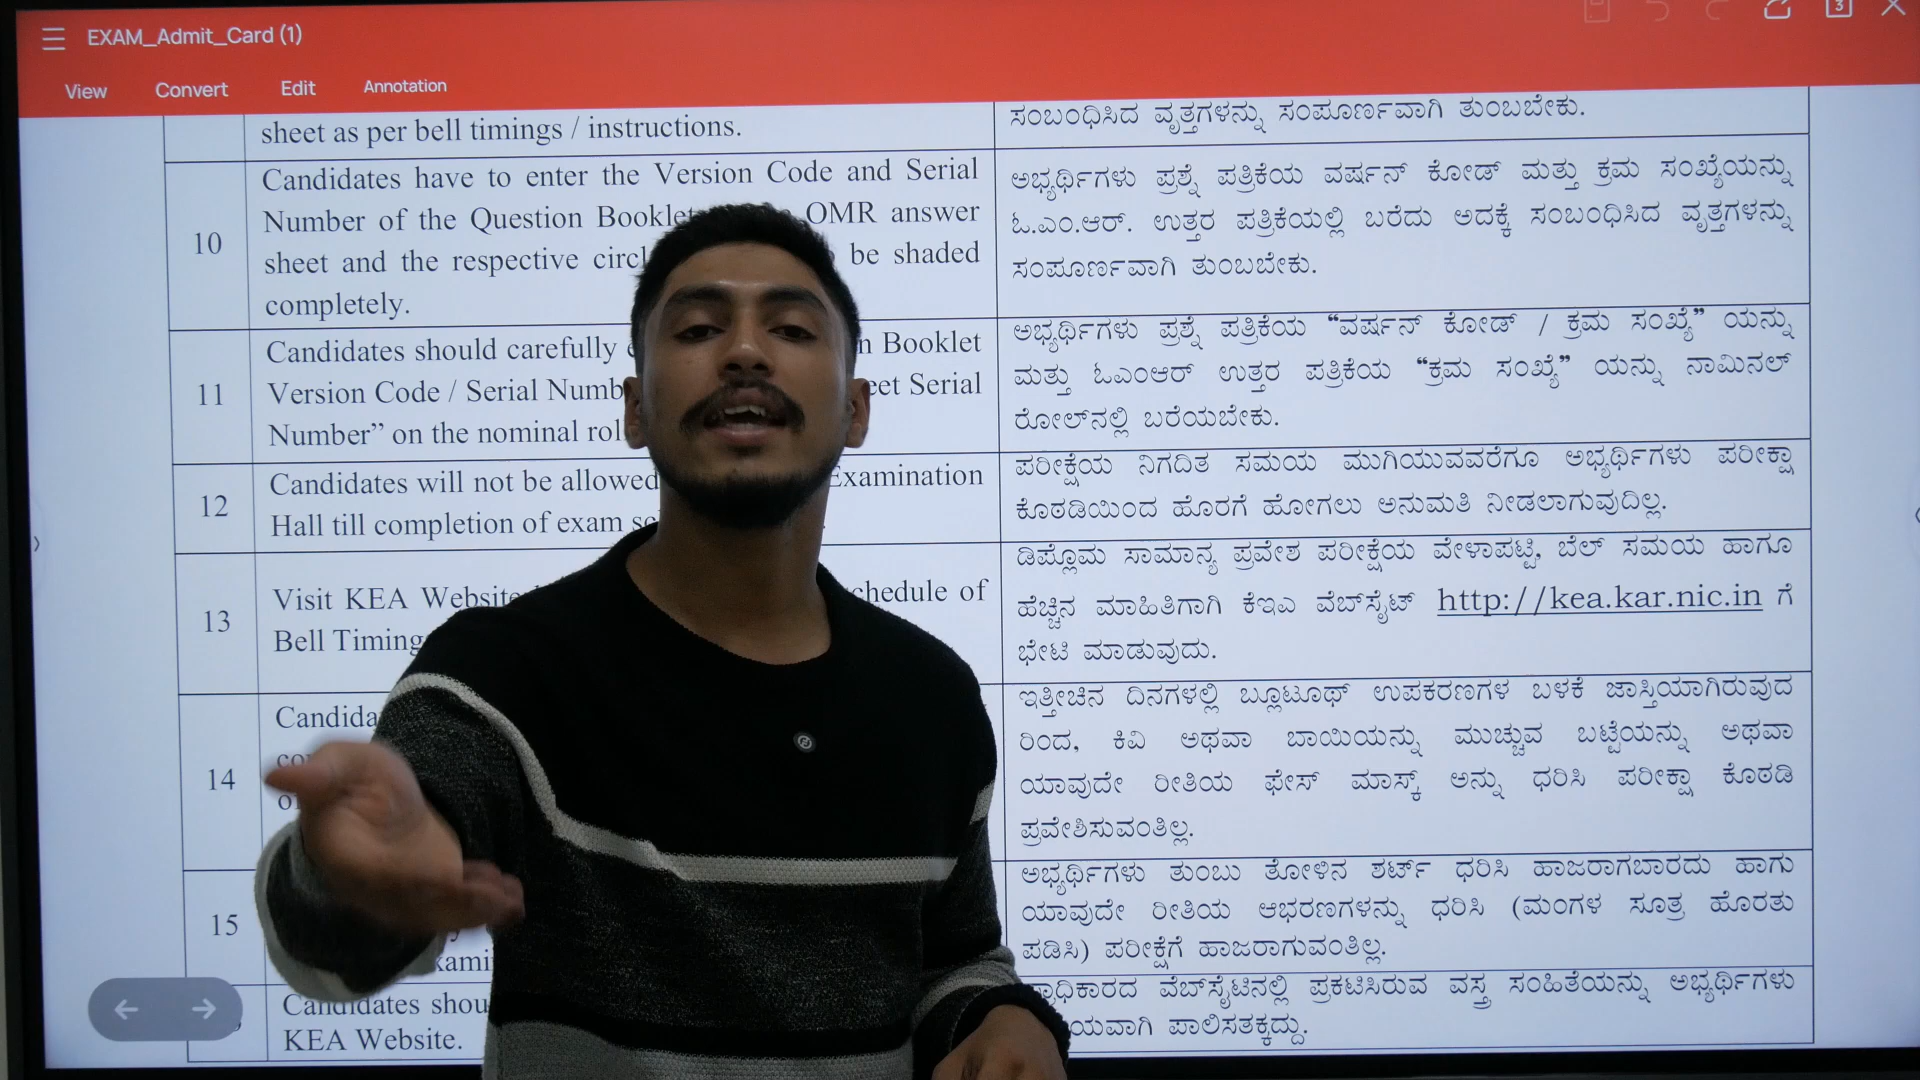 EXAM_Admit_Card (1)
3
View Convert Edit Annotation
sheet as per bell timings / instructions.
ಸಂಬಂಧಿಸಿದ ವೃತ್ತಗಳನ್ನು ಸಂಪೂರ್ಣವಾಗಿ ತುಂಬಬೇಕು.
10
Candidates have to enter the Version Code and Serial
Number of the Question Booklet OMR answer
sheet and the respective be shaded
completely.
ಅಭ್ಯರ್ಥಿಗಳು ಪ್ರಶ್ನೆ ಪತ್ರಿಕೆಯ ವರ್ಷನ್ ಕೋಡ್ ಮತ್ತು ಕ್ರಮ ಸಂಖ್ಯೆಯನ್ನು
ಓ.ಎಂ.ಆರ್. ಉತ್ತರ ಪತ್ರಿಕೆಯಲ್ಲಿ ಬರೆದು ಅದಕ್ಕೆ ಸಂಬಂಧಿಸಿದ ವೃತ್ತಗಳನ್ನು
ಸಂಪೂರ್ಣವಾಗಿ ತುಂಬಬೇಕು.
11
Candidates should carefully Booklet
Version Code / Serial Serial
Number” on the nominal
ಅಭ್ಯರ್ಥಿಗಳು ಪ್ರಶ್ನೆ ಪತ್ರಿಕೆಯ “ವರ್ಷನ್ ಕೋಡ್ / ಕ್ರಮ ಸಂಖ್ಯೆ” ಯನ್ನು
ಮತ್ತು ಓಎಂಆರ್ ಉತ್ತರ ಪತ್ರಿಕೆಯ “ಕ್ರಮ ಸಂಖ್ಯೆ” ಯನ್ನು ನಾಮಿನಲ್
ರೋಲ್‌ನಲ್ಲಿ ಬರೆಯಬೇಕು.
12
Candidates will not be allowed Examination
Hall till completion of exam
ಪರೀಕ್ಷೆಯ ನಿಗದಿತ ಸಮಯ ಮುಗಿಯುವವರೆಗೂ ಅಭ್ಯರ್ಥಿಗಳು ಪರೀಕ್ಷಾ
ಕೊಠಡಿಯಿಂದ ಹೊರಗೆ ಹೋಗಲು ಅನುಮತಿ ನೀಡಲಾಗುವುದಿಲ್ಲ.
13
Visit KEA Website schedule of
Bell
ಡಿಪ್ಲೊಮ ಸಾಮಾನ್ಯ ಪ್ರವೇಶ ಪರೀಕ್ಷೆಯ ವೇಳಾಪಟ್ಟಿ, ಬೆಲ್ ಸಮಯ ಹಾಗೂ
ಹೆಚ್ಚಿನ ಮಾಹಿತಿಗಾಗಿ ಕೆಇಎ ವೆಬ್‌ಸೈಟ್ http://kea.kar.nic.in ಗೆ
ಭೇಟಿ ಮಾಡುವುದು.
14
ಇತ್ತೀಚಿನ ದಿನಗಳಲ್ಲಿ ಬ್ಲೂಟೂಥ್ ಉಪಕರಣಗಳ ಬಳಕೆ ಜಾಸ್ತಿಯಾಗಿರುವುದ
ರಿಂದ, ಕಿವಿ ಅಥವಾ ಬಾಯಿಯನ್ನು ಮುಚ್ಚುವ ಬಟ್ಟೆಯನ್ನು ಅಥವಾ
ಯಾವುದೇ ರೀತಿಯ ಫೇಸ್ ಮಾಸ್ಕ್ ಅನ್ನು ಧರಿಸಿ ಪರೀಕ್ಷಾ ಕೊಠಡಿ
ಪ್ರವೇಶಿಸುವಂತಿಲ್ಲ.
15
ಅಭ್ಯರ್ಥಿಗಳು ತುಂಬು ತೋಳಿನ ಶರ್ಟ್ ಧರಿಸಿ ಹಾಜರಾಗಬಾರದು ಹಾಗು
ಯಾವುದೇ ರೀತಿಯ ಆಭರಣಗಳನ್ನು ಧರಿಸಿ (ಮಂಗಳ ಸೂತ್ರ ಹೊರತು
ಪಡಿಸಿ) ಪರೀಕ್ಷೆಗೆ ಹಾಜರಾಗುವಂತಿಲ್ಲ.
Candidates
KEA Website.
ವೆಬ್‌ಸೈಟಿನಲ್ಲಿ ಪ್ರಕಟಿಸಿರುವ ವಸ್ತ್ರ ಸಂಹಿತೆಯನ್ನು ಅಭ್ಯರ್ಥಿಗಳು
ಪಾಲಿಸತಕ್ಕದ್ದು.